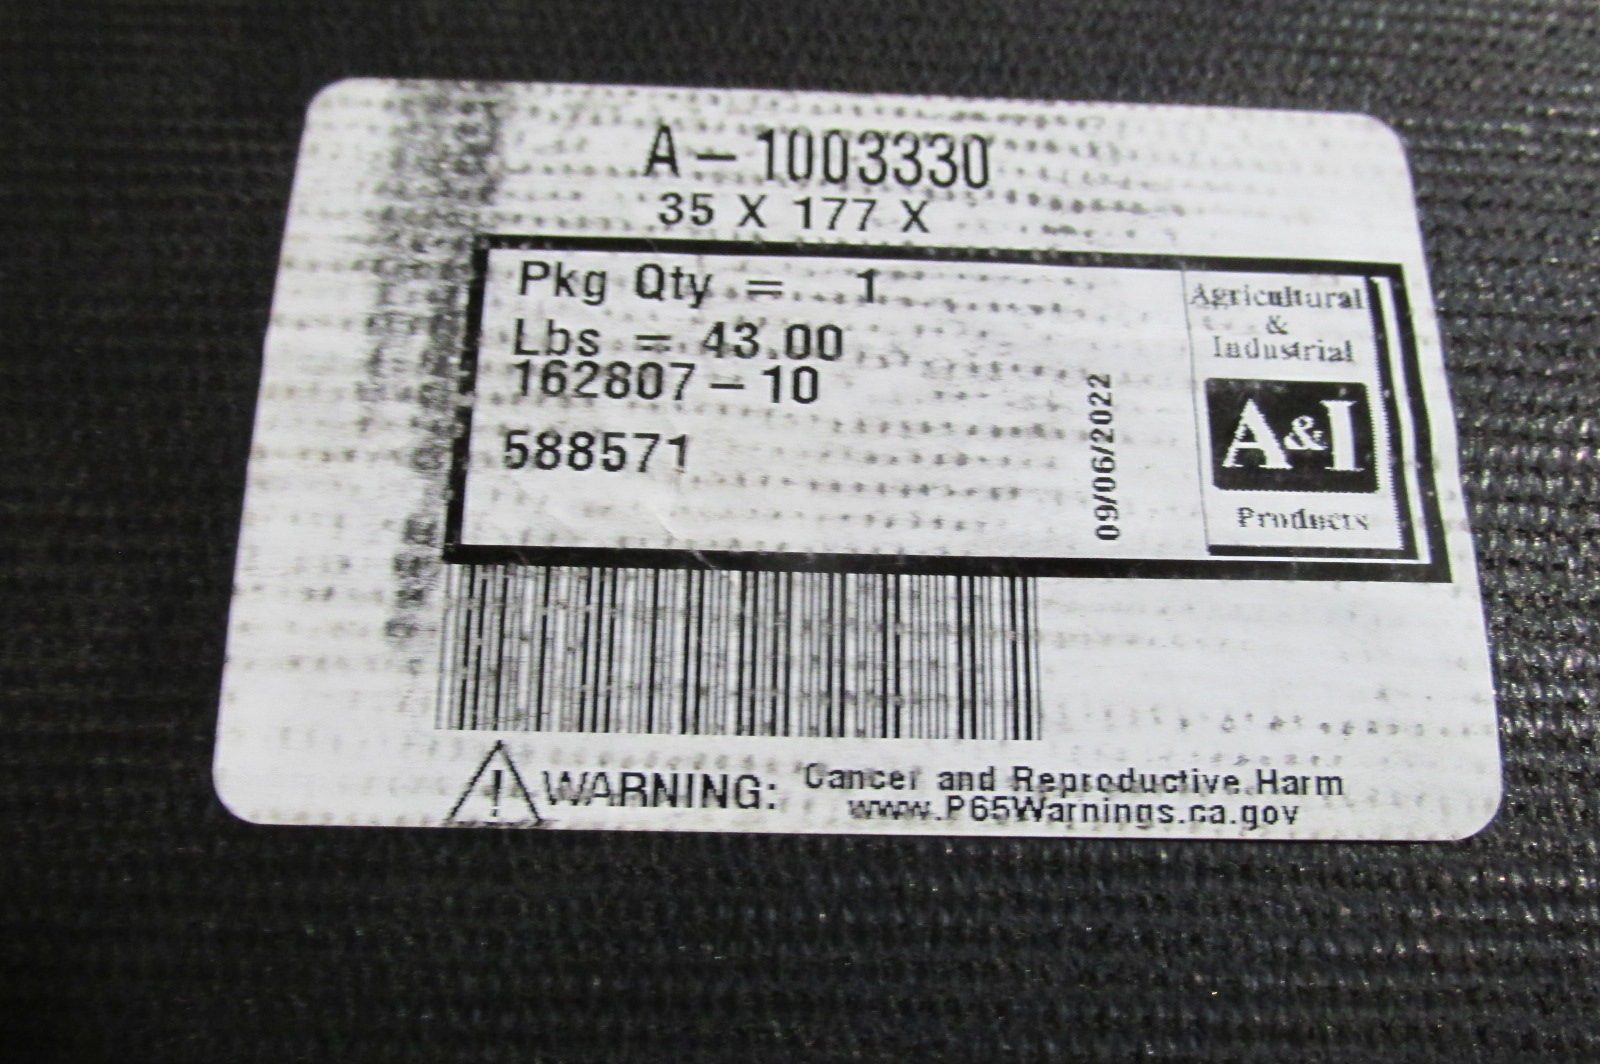 A-1003330
35 X 177 X
Pkg Qty = 1
Lbs = 43.00
162807-10
588571
09/06/2022
Agricultural
&
Industrial
A&I
Products
WARNING: Cancer and Reproductive Harm
www.P65Warnings.ca.gov